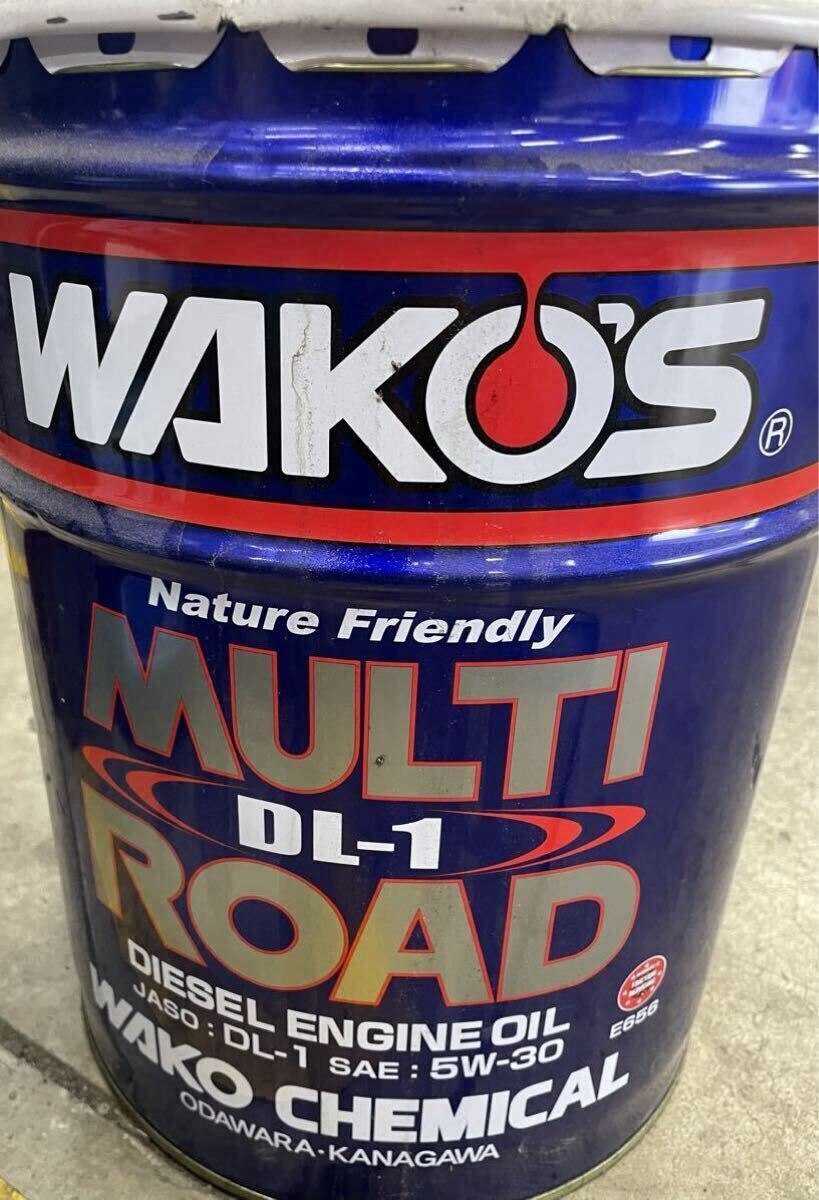 WAKO'S®
Nature Friendly
MULTI
DL-1
ROAD
DIESEL ENGINE OIL
JASO : DL-1 SAE : 5W-30
E656
WAKO CHEMICAL
ODAWARA·KANAGAWA